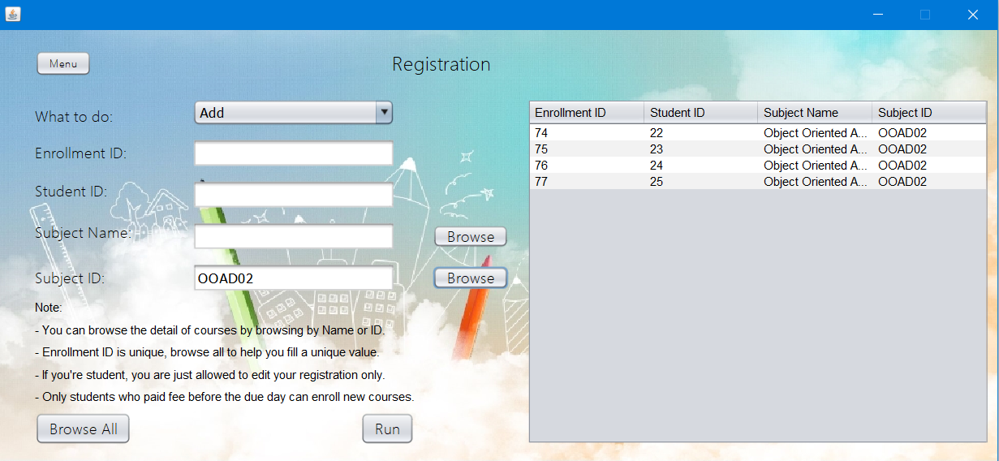 Menu
Registration
What to do:
Add
Enrollment ID:
Student ID:
Subject Name:
Browse
Subject ID:
OOAD02
Browse
Note:
- You can browse the detail of courses by browsing by Name or ID.
- Enrollment ID is unique, browse all to help you fill a unique value.
- If you're student, you are just allowed to edit your registration only.
- Only students who paid fee before the due day can enroll new courses.
Browse All
Run
Enrollment ID Student ID Subject Name Subject ID
74 22 Object Oriented A... OOAD02
75 23 Object Oriented A... OOAD02
76 24 Object Oriented A... OOAD02
77 25 Object Oriented A... OOAD02